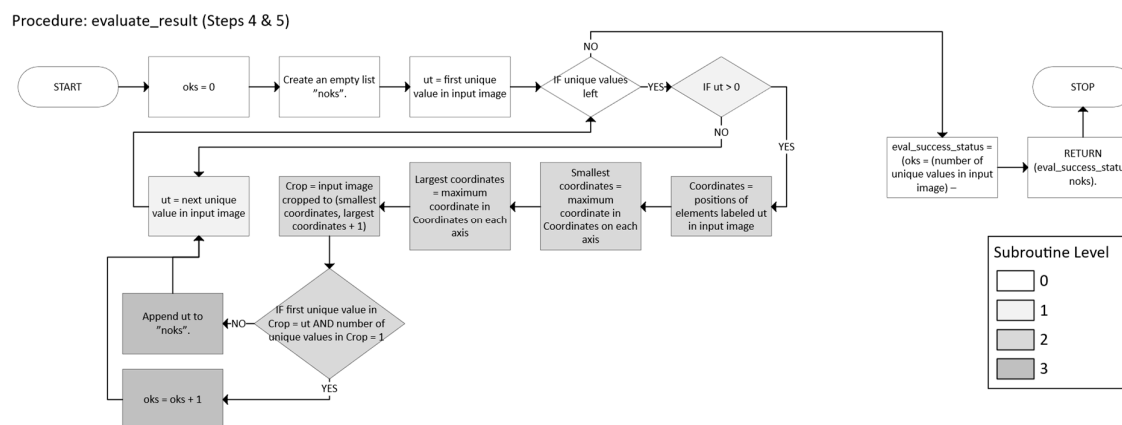 Procedure: evaluate_result (Steps 4 & 5)
START
oks = 0
Create an empty list
”noks”.
ut = first unique
value in input image
IF unique values
left
NO
YES
IF ut > 0
NO
YES
STOP
eval_success_status =
(oks = (number of
unique values in input
image) –
RETURN
(eval_success_statu
noks).
ut = next unique
value in input image
Crop = input image
cropped to (smallest
coordinates, largest
coordinates + 1)
Largest coordinates
= maximum
coordinate in
Coordinates on each
axis
Smallest
coordinates =
maximum
coordinate in
Coordinates on each
axis
Coordinates =
positions of
elements labeled ut
in input image
IF first unique value in
Crop = ut AND number of
unique values in Crop = 1
NO
YES
Append ut to
”noks”.
oks = oks + 1
Subroutine Level
0
1
2
3